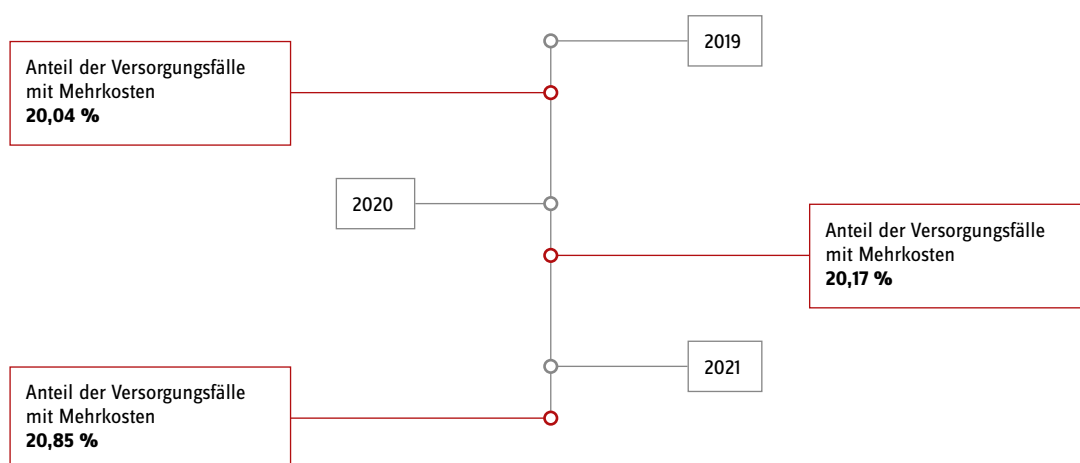 2019
Anteil der Versorgungsfälle
mit Mehrkosten
20,04 %
2020
Anteil der Versorgungsfälle
mit Mehrkosten
20,17 %
2021
Anteil der Versorgungsfälle
mit Mehrkosten
20,85 %